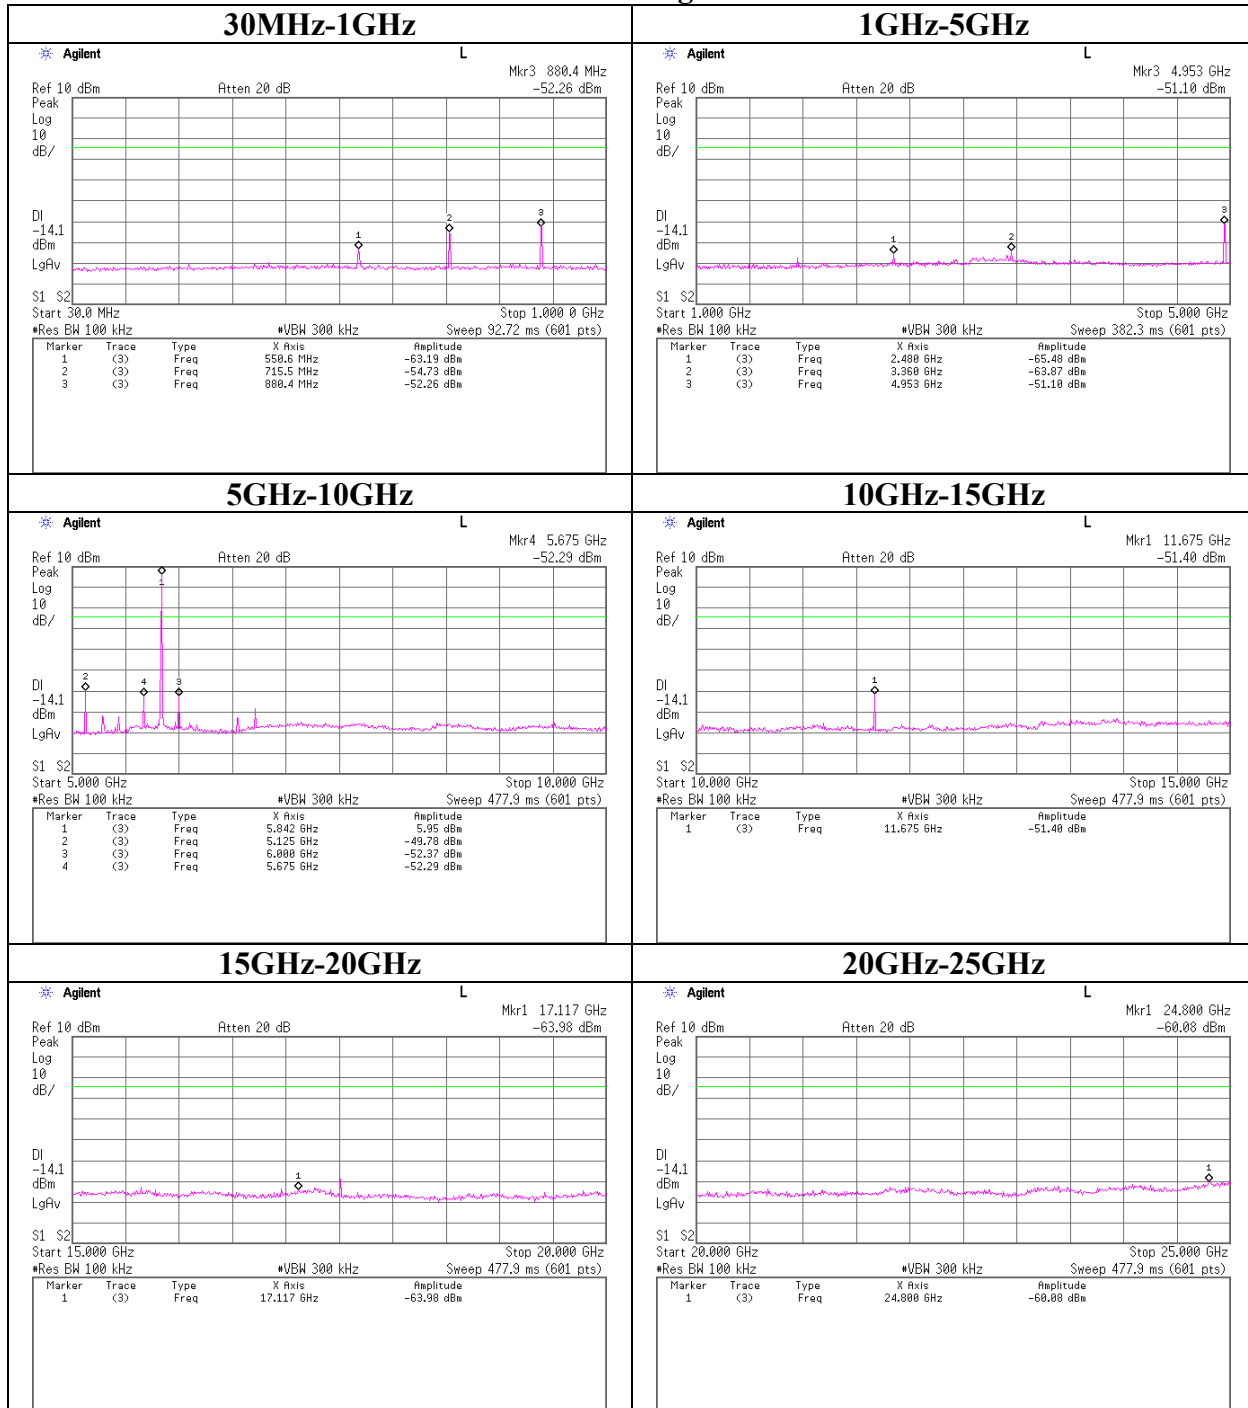 30MHz-1GHz
Agilent L
Mkr3 880.4 MHz
Ref 10 dBm Atten 20 dB -52.26 dBm
Peak
Log
10
dB/
1
2
3
DI
-14.1
dBm
LgAv
S1 S2
Start 30.0 MHz Stop 1.000 0 GHz
#Res BW 100 kHz #VBW 300 kHz Sweep 92.72 ms (601 pts)
Marker Trace Type X Axis Amplitude
1 (3) Freq 550.6 MHz -63.19 dBm
2 (3) Freq 715.5 MHz -54.73 dBm
3 (3) Freq 880.4 MHz -52.26 dBm
1GHz-5GHz
Agilent L
Mkr3 4.953 GHz
Ref 10 dBm Atten 20 dB -51.10 dBm
Peak
Log
10
dB/
1
2
3
DI
-14.1
dBm
LgAv
S1 S2
Start 1.000 GHz Stop 5.000 GHz
#Res BW 100 kHz #VBW 300 kHz Sweep 382.3 ms (601 pts)
Marker Trace Type X Axis Amplitude
1 (3) Freq 2.480 GHz -65.48 dBm
2 (3) Freq 3.360 GHz -63.87 dBm
3 (3) Freq 4.953 GHz -51.10 dBm
5GHz-10GHz
Agilent L
Mkr4 5.675 GHz
Ref 10 dBm Atten 20 dB -52.29 dBm
Peak
Log
10
dB/
1
2
4
3
DI
-14.1
dBm
LgAv
S1 S2
Start 5.000 GHz Stop 10.000 GHz
#Res BW 100 kHz #VBW 300 kHz Sweep 477.9 ms (601 pts)
Marker Trace Type X Axis Amplitude
1 (3) Freq 5.842 GHz 5.95 dBm
2 (3) Freq 5.125 GHz -49.78 dBm
3 (3) Freq 6.000 GHz -52.37 dBm
4 (3) Freq 5.675 GHz -52.29 dBm
10GHz-15GHz
Agilent L
Mkr1 11.675 GHz
Ref 10 dBm Atten 20 dB -51.40 dBm
Peak
Log
10
dB/
1
DI
-14.1
dBm
LgAv
S1 S2
Start 10.000 GHz Stop 15.000 GHz
#Res BW 100 kHz #VBW 300 kHz Sweep 477.9 ms (601 pts)
Marker Trace Type X Axis Amplitude
1 (3) Freq 11.675 GHz -51.40 dBm
15GHz-20GHz
Agilent L
Mkr1 17.117 GHz
Ref 10 dBm Atten 20 dB -63.98 dBm
Peak
Log
10
dB/
1
DI
-14.1
dBm
LgAv
S1 S2
Start 15.000 GHz Stop 20.000 GHz
#Res BW 100 kHz #VBW 300 kHz Sweep 477.9 ms (601 pts)
Marker Trace Type X Axis Amplitude
1 (3) Freq 17.117 GHz -63.98 dBm
20GHz-25GHz
Agilent L
Mkr1 24.800 GHz
Ref 10 dBm Atten 20 dB -60.08 dBm
Peak
Log
10
dB/
1
DI
-14.1
dBm
LgAv
S1 S2
Start 20.000 GHz Stop 25.000 GHz
#Res BW 100 kHz #VBW 300 kHz Sweep 477.9 ms (601 pts)
Marker Trace Type X Axis Amplitude
1 (3) Freq 24.800 GHz -60.08 dBm